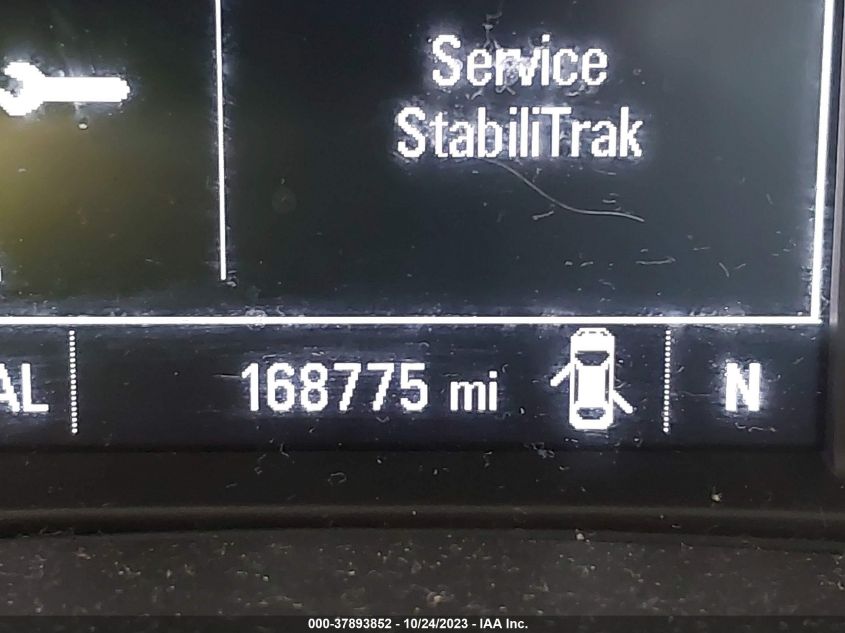 Service
StabiliTrak
AL
168775 mi
N
000-37893852 - 10/24/2023 - IAA Inc.